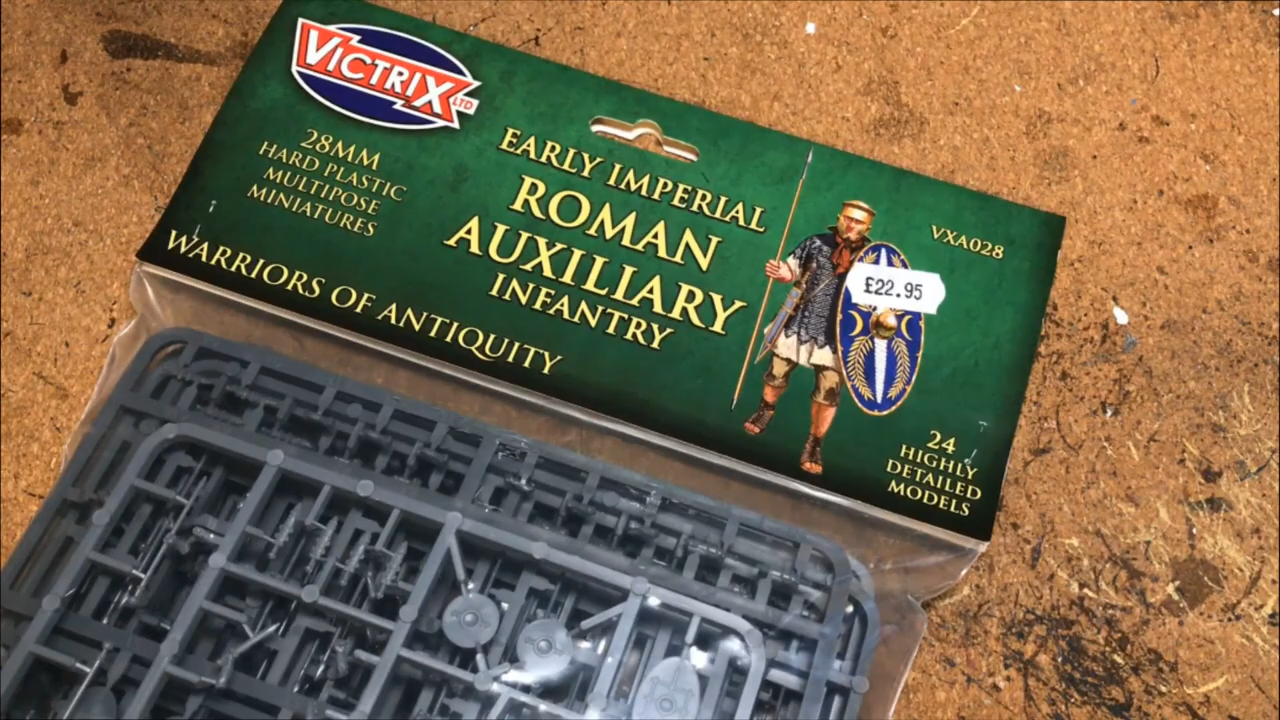 VICTRIX LTD
28MM
HARD PLASTIC
MULTIPOSE
MINIATURES
WARRIORS OF ANTIQUITY
EARLY IMPERIAL
ROMAN
AUXILIARY
INFANTRY
VXA028
£22.95
24
HIGHLY
DETAILED
MODELS